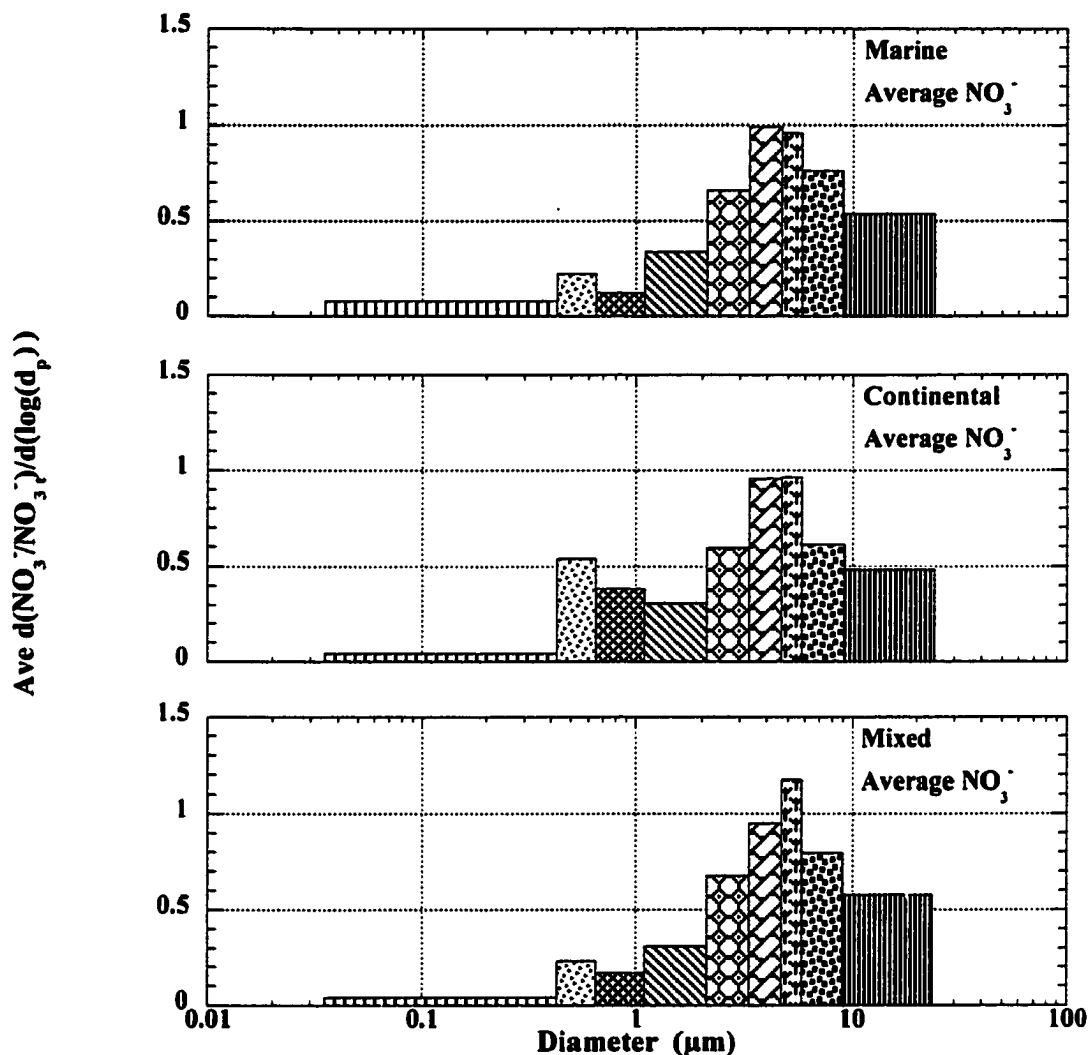 Ave d(NO₃⁻/NO₃ₜ⁻)/d(log(dₚ))
1.5
1
0.5
0
Marine
Average NO₃⁻
1.5
1
0.5
0
Continental
Average NO₃⁻
1.5
1
0.5
0
Mixed
Average NO₃⁻
0.01 0.1 1 10 100
Diameter (µm)